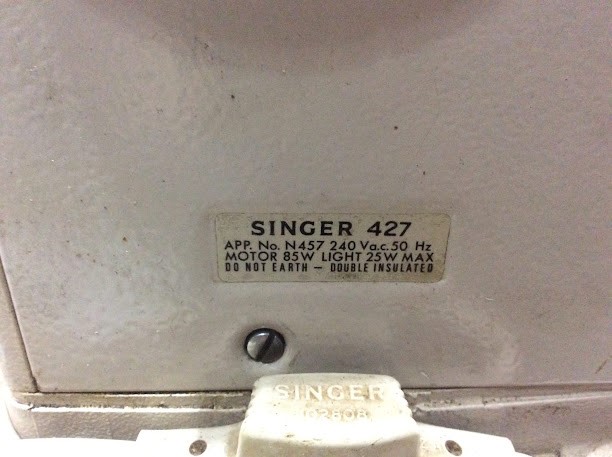 SINGER 427
APP. No. N457 240 Va.c. 50 Hz
MOTOR 85W LIGHT 25W MAX
DO NOT EARTH — DOUBLE INSULATED
SINGER